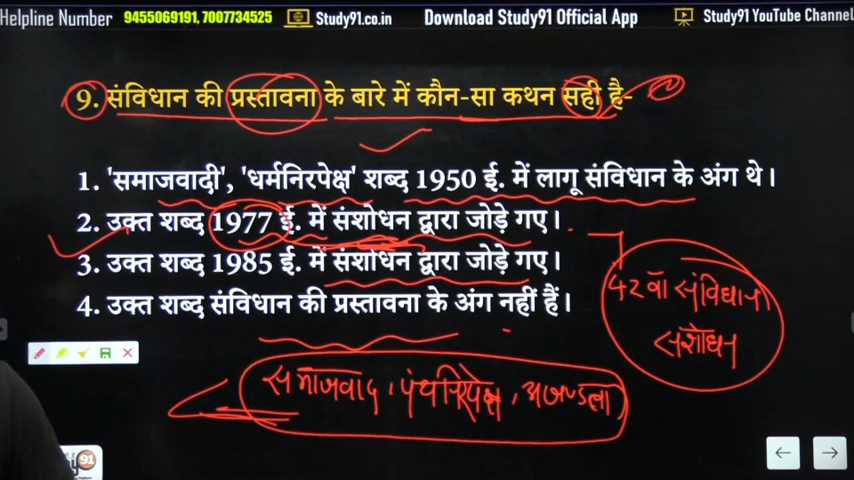 Helpline Number 9455069191, 7007734525 Study91.co.in Download Study91 Official App Study91 YouTube Channel
9. संविधान की प्रस्तावना के बारे में कौन-सा कथन सही है-
1. 'समाजवादी', 'धर्मनिरपेक्ष' शब्द 1950 ई. में लागू संविधान के अंग थे।
2. उक्त शब्द 1977 ई. में संशोधन द्वारा जोड़े गए।
3. उक्त शब्द 1985 ई. में संशोधन द्वारा जोड़े गए।
4. उक्त शब्द संविधान की प्रस्तावना के अंग नहीं हैं।
42वाँ संविधान
संशोधन
समाजवाद, पंथनिरपेक्ष, अखण्डता
91